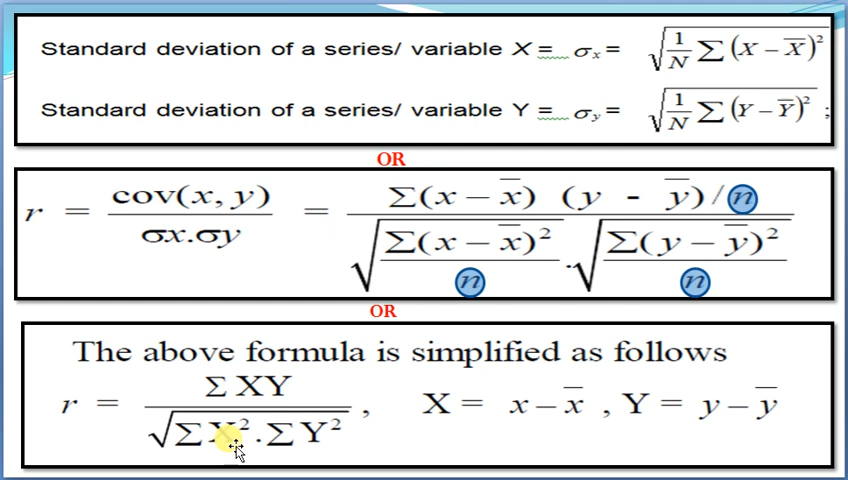 Standard deviation of a series/ variable X = σₓ = √(1/N ∑ (X − X̅)²)
Standard deviation of a series/ variable Y = σᵧ = √(1/N ∑ (Y − Y̅)²) ;
OR
r = cov(x, y) / σx.σy = Σ(x − x̅) (y - y̅)/n / √(Σ(x − x̅)²/n) . √(Σ(y − y̅)²/n)
OR
The above formula is simplified as follows
r = Σ XY / √(Σ X² . Σ Y²) , X = x − x̅ , Y = y − y̅